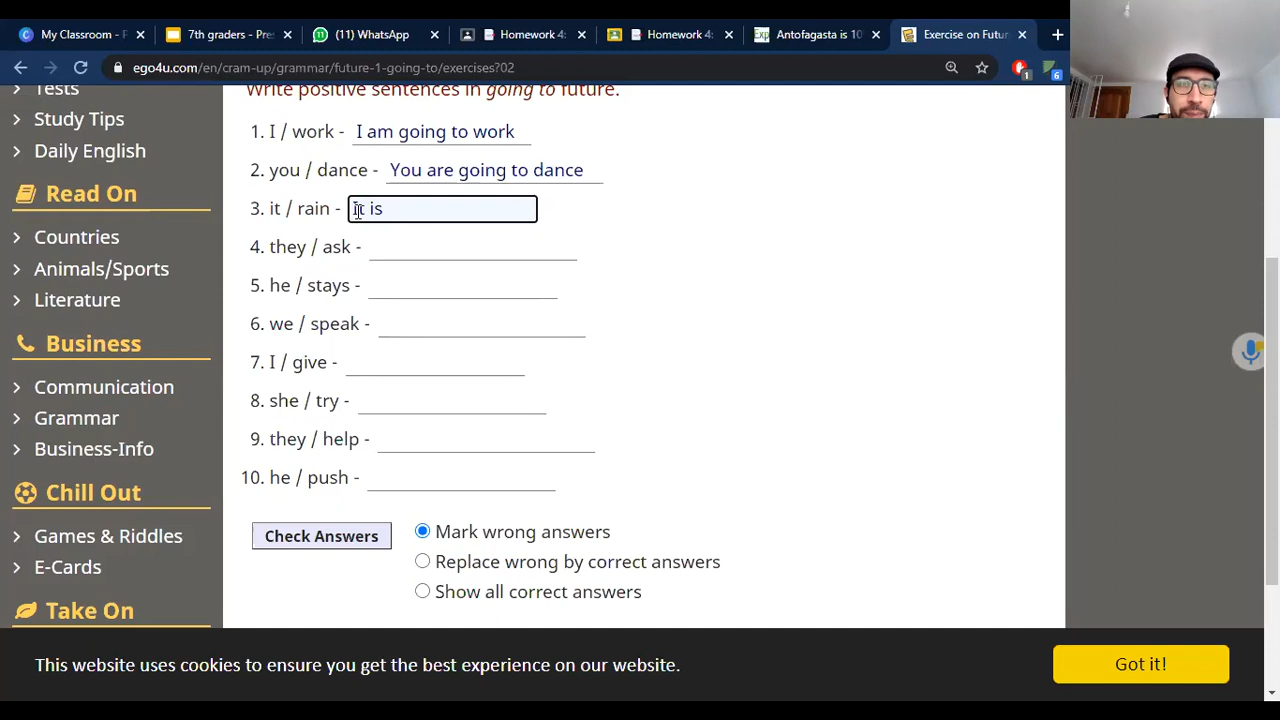 My Classroom - F
7th graders - Pre
(11) WhatsApp
Homework 4:
Homework 4:
Antofagasta is 10
Exercise on Futur
ego4u.com/en/cram-up/grammar/future-1-going-to/exercises?02
Tests
Study Tips
Daily English
Read On
Countries
Animals/Sports
Literature
Business
Communication
Grammar
Business-Info
Chill Out
Games & Riddles
E-Cards
Take On
Write positive sentences in going to future.
1. I / work - I am going to work
2. you / dance - You are going to dance
3. it / rain - It is
4. they / ask -
5. he / stays -
6. we / speak -
7. I / give -
8. she / try -
9. they / help -
10. he / push -
Check Answers
Mark wrong answers
Replace wrong by correct answers
Show all correct answers
This website uses cookies to ensure you get the best experience on our website.
Got it!